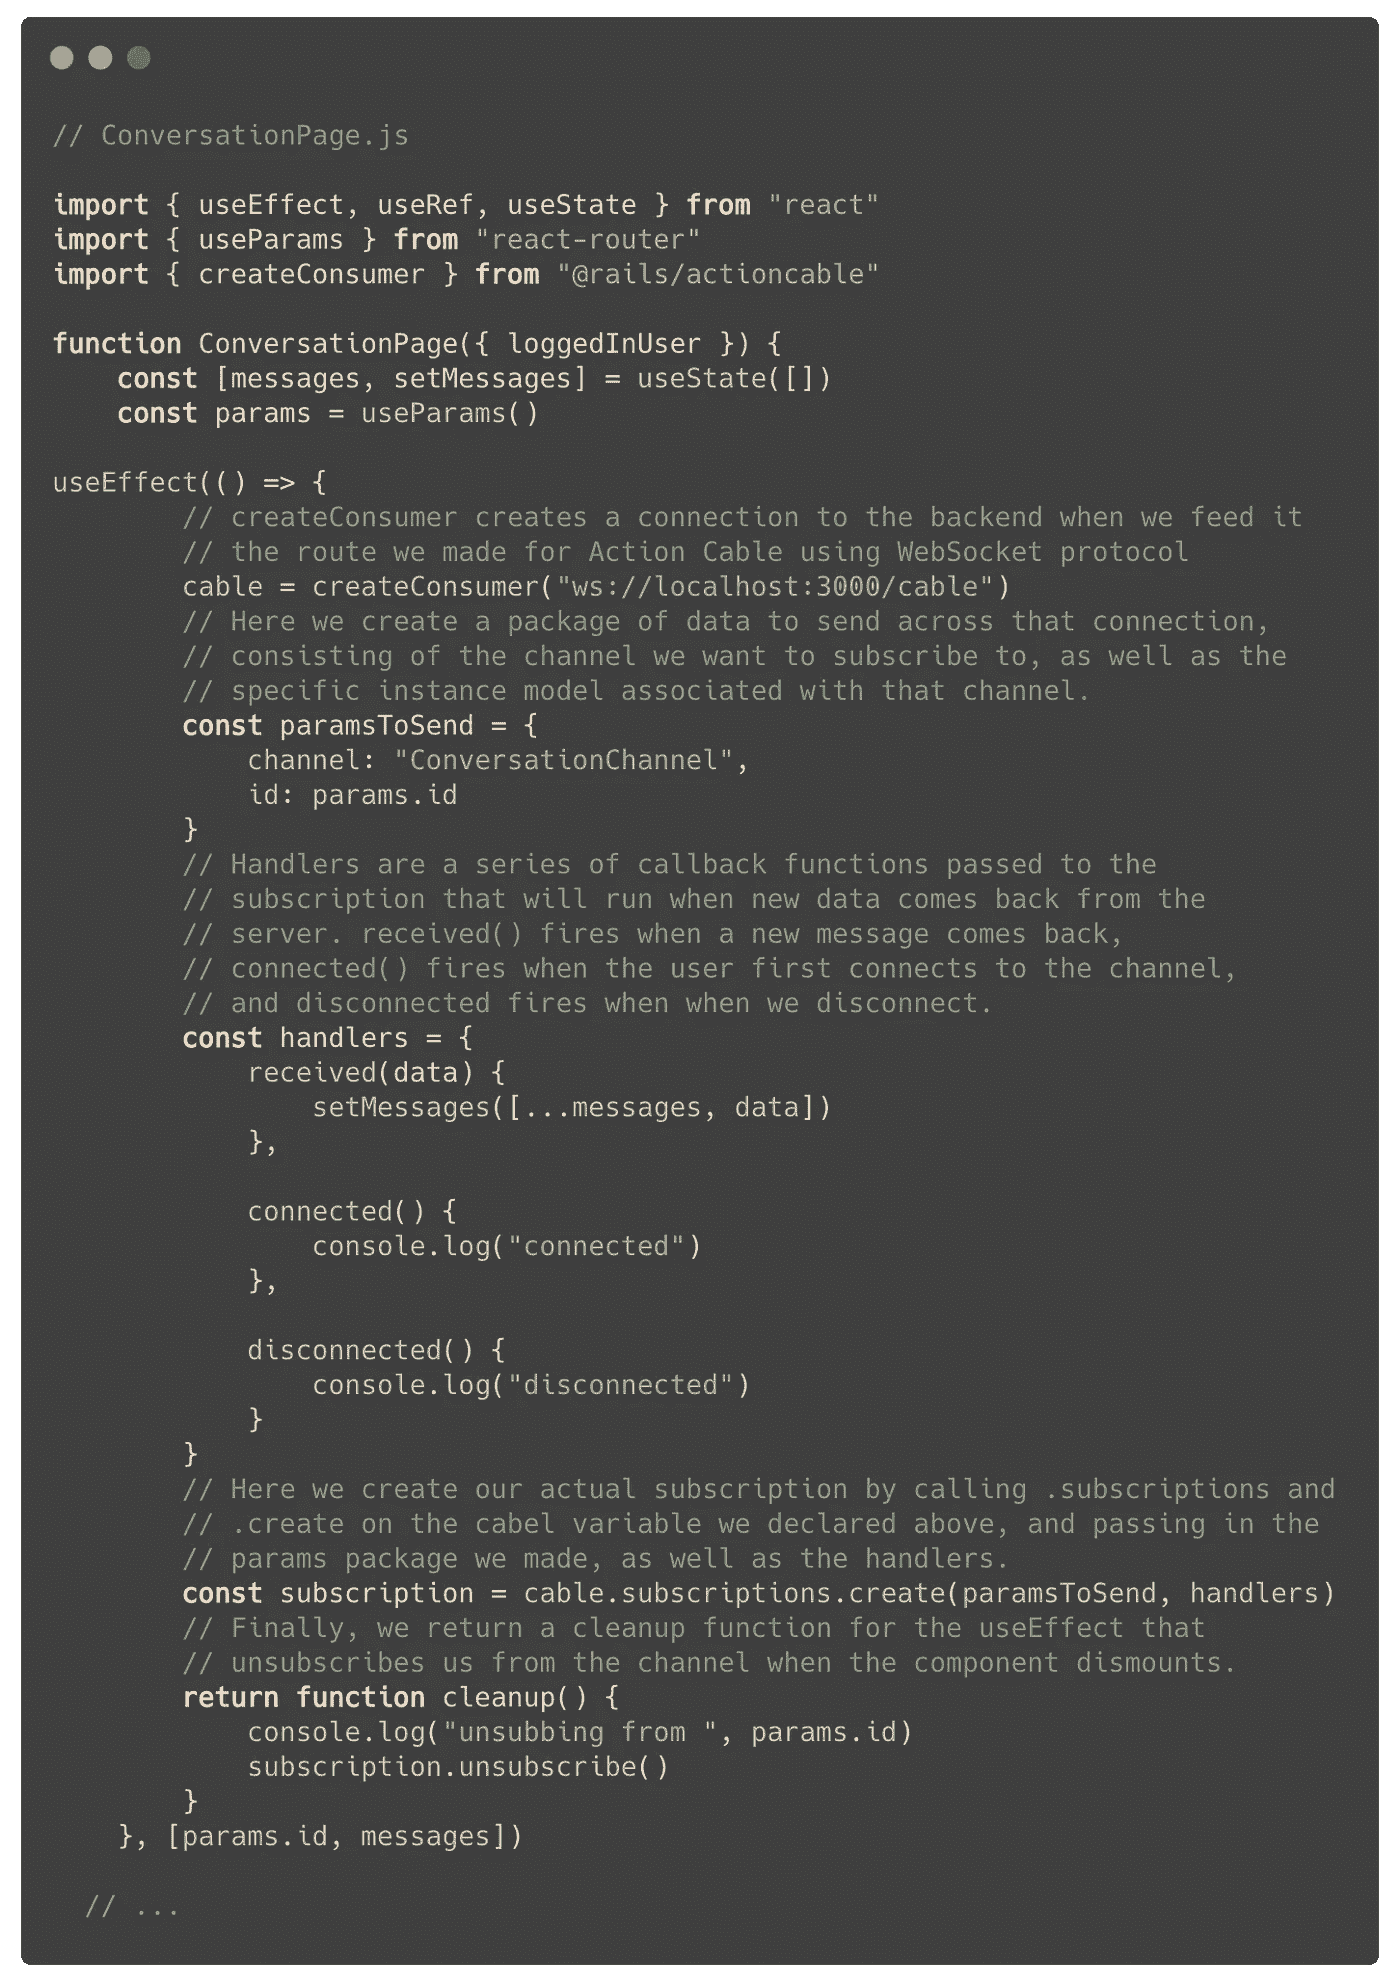 // ConversationPage.js
import { useEffect, useRef, useState } from "react"
import { useParams } from "react-router"
import { createConsumer } from "@rails/actioncable"
function ConversationPage({ loggedInUser }) {
const [messages, setMessages] = useState([])
const params = useParams()
useEffect(() => {
// createConsumer creates a connection to the backend when we feed it
// the route we made for Action Cable using WebSocket protocol
cable = createConsumer("ws://localhost:3000/cable")
// Here we create a package of data to send across that connection,
// consisting of the channel we want to subscribe to, as well as the
// specific instance model associated with that channel.
const paramsToSend = {
channel: "ConversationChannel",
id: params.id
}
// Handlers are a series of callback functions passed to the
// subscription that will run when new data comes back from the
// server. received() fires when a new message comes back,
// connected() fires when the user first connects to the channel,
// and disconnected fires when when we disconnect.
const handlers = {
received(data) {
setMessages([...messages, data])
},
connected() {
console.log("connected")
},
disconnected() {
console.log("disconnected")
}
}
// Here we create our actual subscription by calling .subscriptions and
// .create on the cabel variable we declared above, and passing in the
// params package we made, as well as the handlers.
const subscription = cable.subscriptions.create(paramsToSend, handlers)
// Finally, we return a cleanup function for the useEffect that
// unsubscribes us from the channel when the component dismounts.
return function cleanup() {
console.log("unsubbing from ", params.id)
subscription.unsubscribe()
}
}, [params.id, messages])
// ...